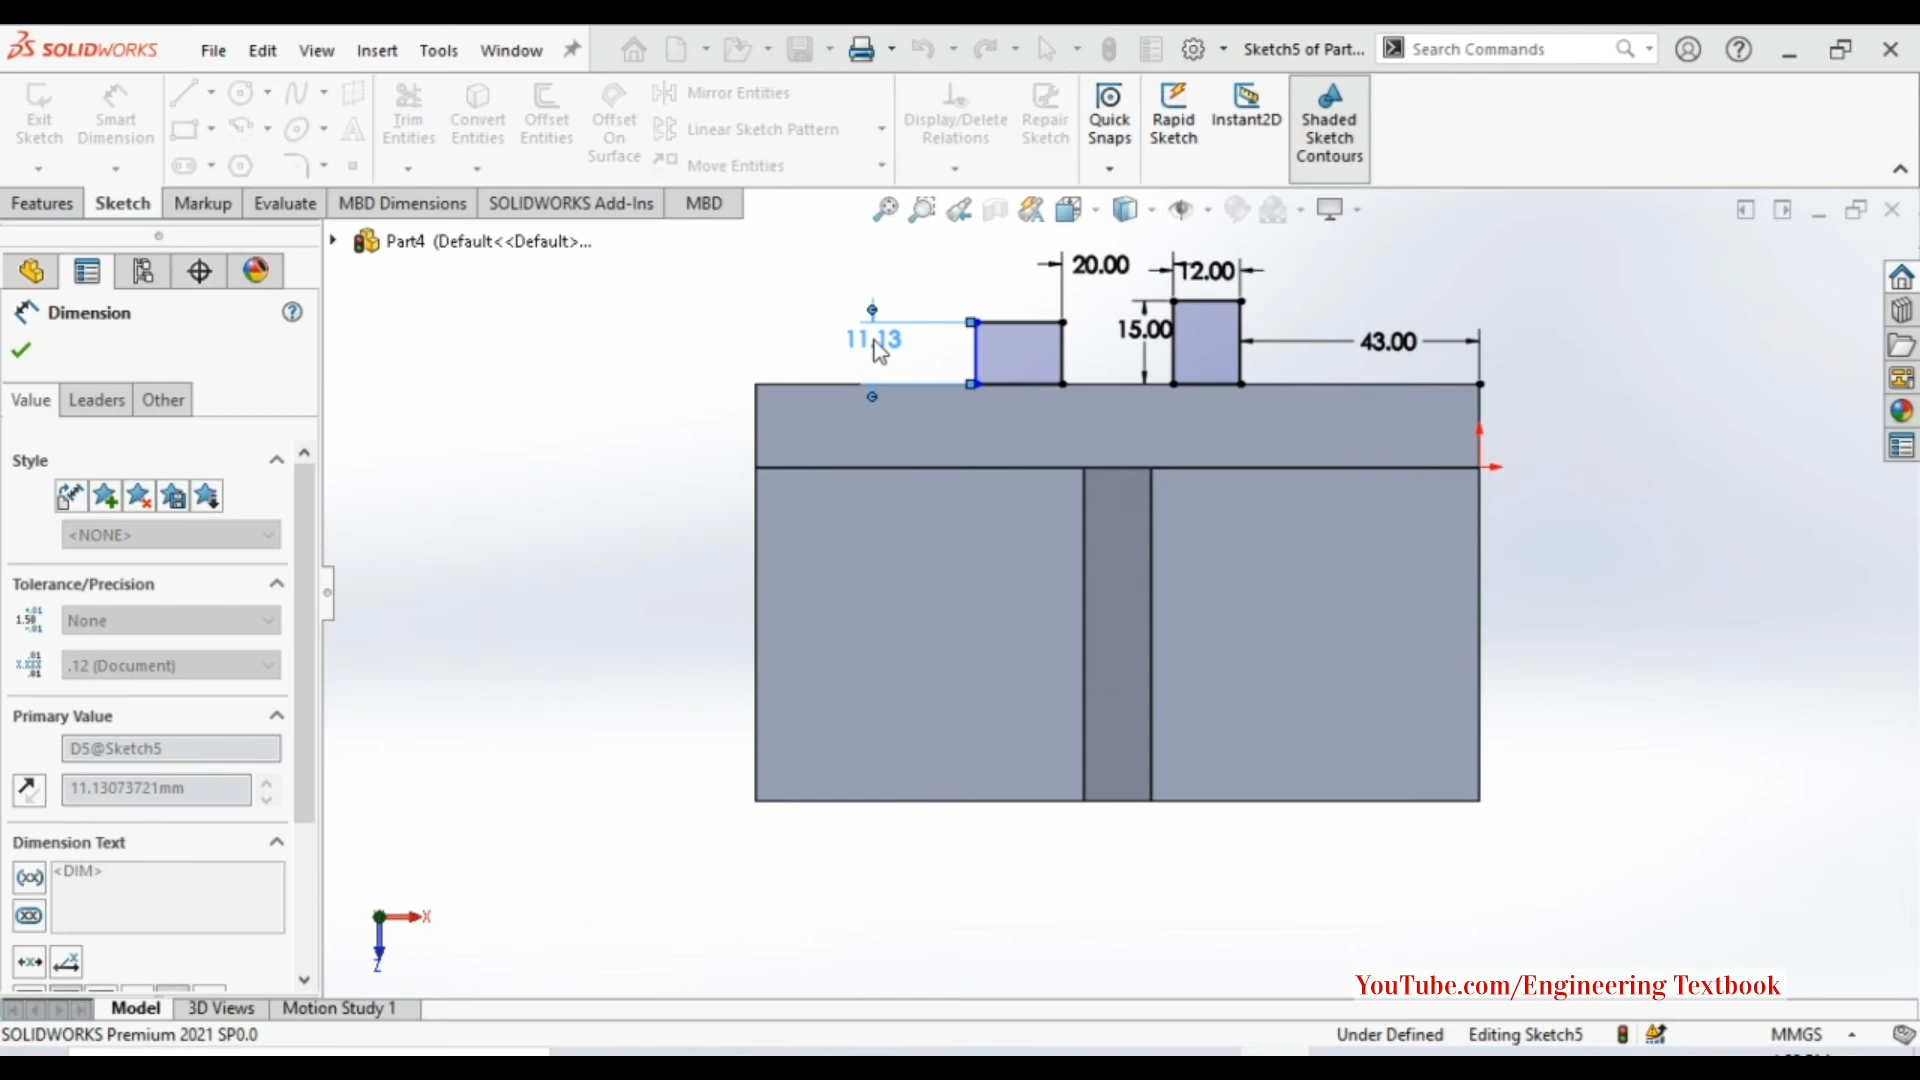 SOLIDWORKS File Edit View Insert Tools Window Sketch5 of Part... Search Commands
Exit Sketch
Smart Dimension
Trim Entities
Convert Entities
Offset Entities
Offset On Surface
Mirror Entities
Linear Sketch Pattern
Move Entities
Display/Delete Relations
Repair Sketch
Quick Snaps
Rapid Sketch
Instant2D
Shaded Sketch Contours
Features Sketch Markup Evaluate MBD Dimensions SOLIDWORKS Add-Ins MBD
Part4 (Default<<Default>...
Dimension
Value Leaders Other
Style
<NONE>
Tolerance/Precision
None
.12 (Document)
Primary Value
D5@Sketch5
11.13073721mm
Dimension Text
<DIM>
20.00
12.00
11.13
15.00
43.00
X
Z
YouTube.com/Engineering Textbook
Model 3D Views Motion Study 1
SOLIDWORKS Premium 2021 SP0.0 Under Defined Editing Sketch5 MMGS